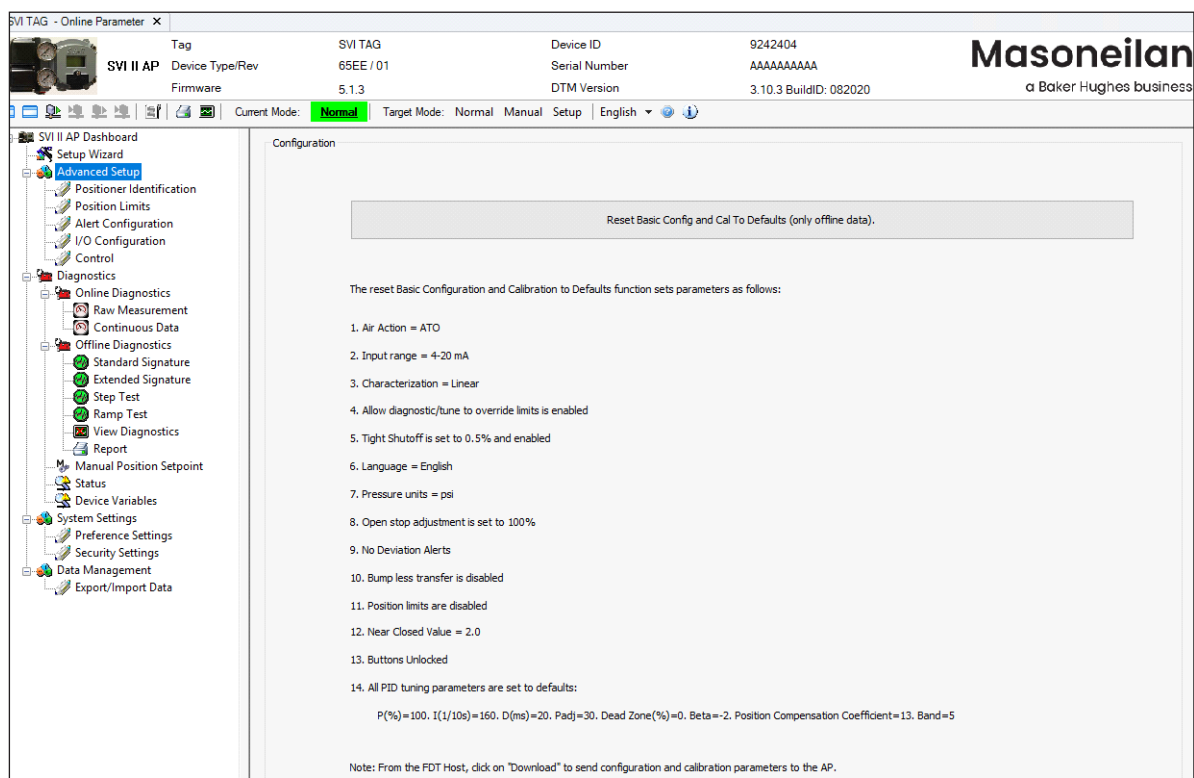 SVI TAG - Online Parameter X
SVI II AP
Tag SVI TAG Device ID 9242404
Device Type/Rev 65EE / 01 Serial Number AAAAAAAAAA
Firmware 5.1.3 DTM Version 3.10.3 BuildID: 082020
Masoneilan
a Baker Hughes business
Current Mode: Normal Target Mode: Normal Manual Setup English
SVI II AP Dashboard
Setup Wizard
Advanced Setup
Positioner Identification
Position Limits
Alert Configuration
I/O Configuration
Control
Diagnostics
Online Diagnostics
Raw Measurement
Continuous Data
Offline Diagnostics
Standard Signature
Extended Signature
Step Test
Ramp Test
View Diagnostics
Report
Manual Position Setpoint
Status
Device Variables
System Settings
Preference Settings
Security Settings
Data Management
Export/Import Data
Configuration
Reset Basic Config and Cal To Defaults (only offline data).
The reset Basic Configuration and Calibration to Defaults function sets parameters as follows:
1. Air Action = ATO
2. Input range = 4-20 mA
3. Characterization = Linear
4. Allow diagnostic/tune to override limits is enabled
5. Tight Shutoff is set to 0.5% and enabled
6. Language = English
7. Pressure units = psi
8. Open stop adjustment is set to 100%
9. No Deviation Alerts
10. Bump less transfer is disabled
11. Position limits are disabled
12. Near Closed Value = 2.0
13. Buttons Unlocked
14. All PID tuning parameters are set to defaults:
P(%)=100. I(1/10s)=160. D(ms)=20. Padj=30. Dead Zone(%)=0. Beta=-2. Position Compensation Coefficient=13. Band=5
Note: From the FDT Host, click on "Download" to send configuration and calibration parameters to the AP.